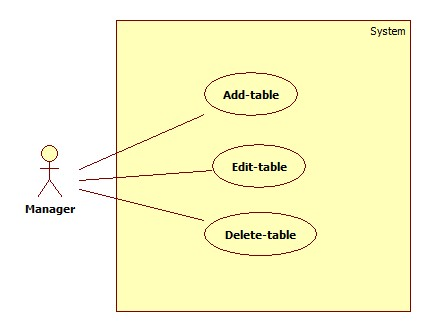 System
Add-table
Edit-table
Manager
Delete-table